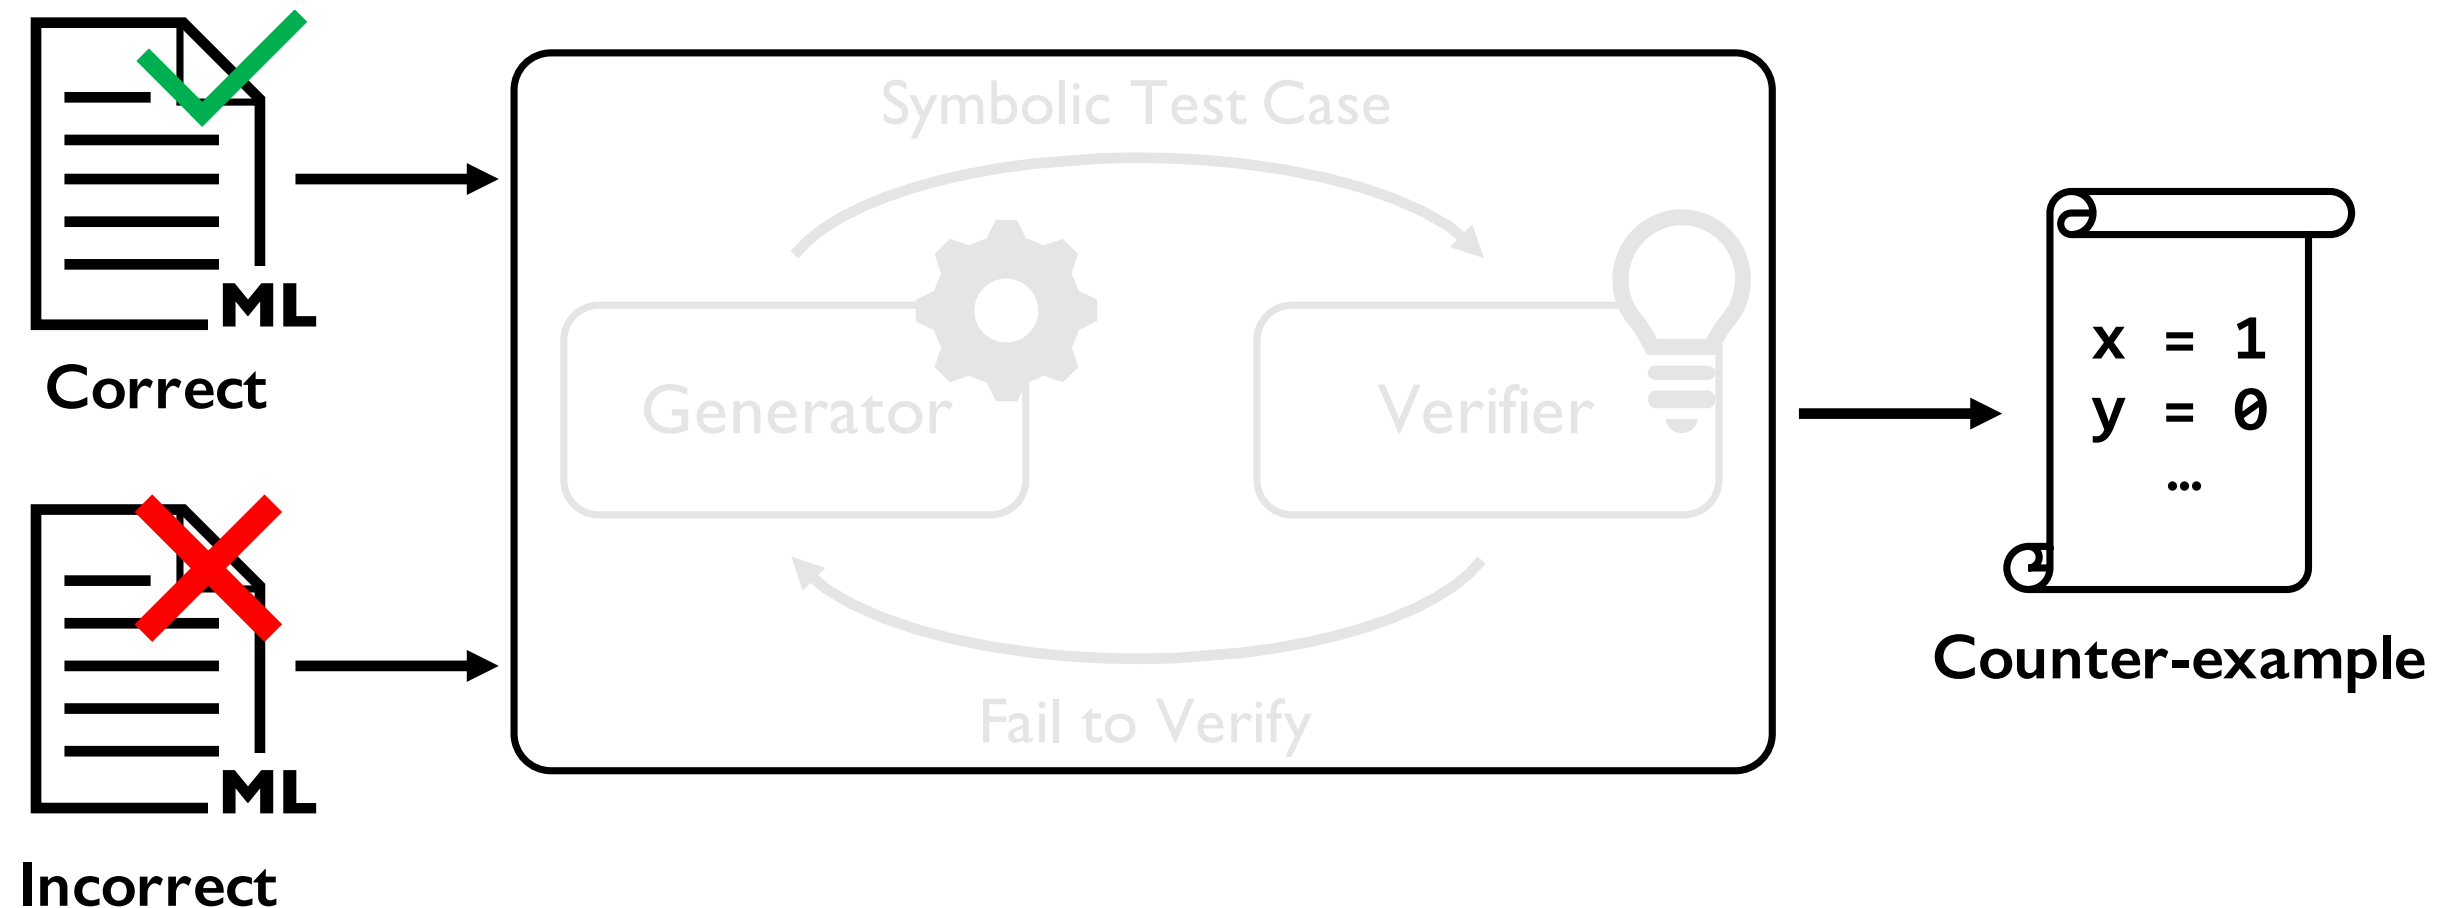 ML
Correct
ML
Incorrect
Symbolic Test Case
Generator
Verifier
Fail to Verify
x = 1
y = 0
…
Counter-example